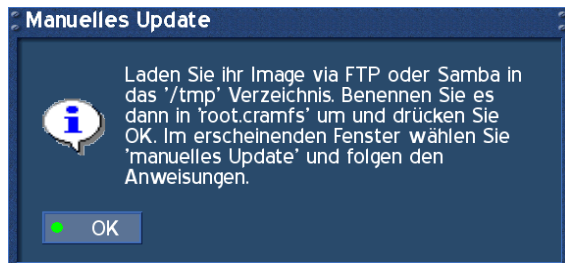 Manuelles Update
Laden Sie ihr Image via FTP oder Samba in
das '/tmp' Verzeichnis. Benennen Sie es
dann in 'root.cramfs' um und drücken Sie
OK. Im erscheinenden Fenster wählen Sie
'manuelles Update' und folgen den
Anweisungen.
OK